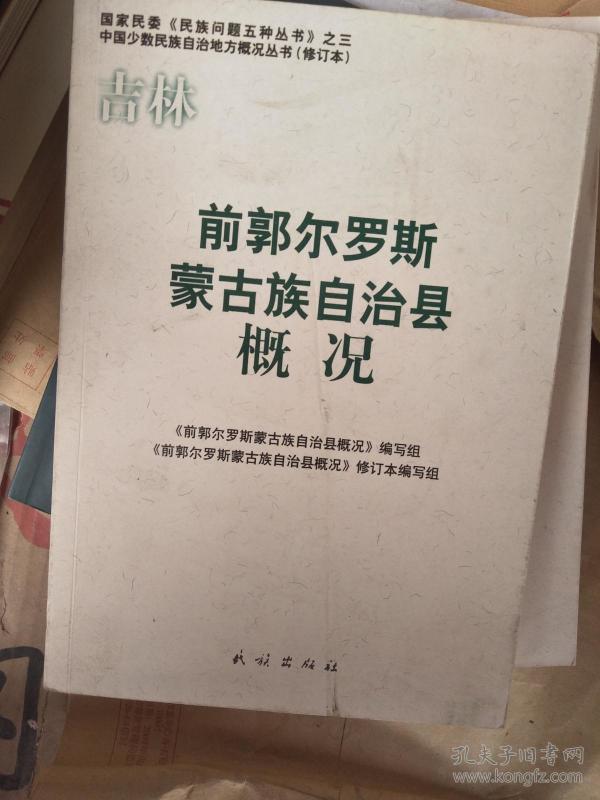 国家民委《民族问题五种丛书》之三
中国少数民族自治地方概况丛书(修订本)
吉林
前郭尔罗斯
蒙古族自治县
概况
《前郭尔罗斯蒙古族自治县概况》编写组
《前郭尔罗斯蒙古族自治县概况》修订本编写组
民族出版社
孔夫子旧书网
www.kongfz.com